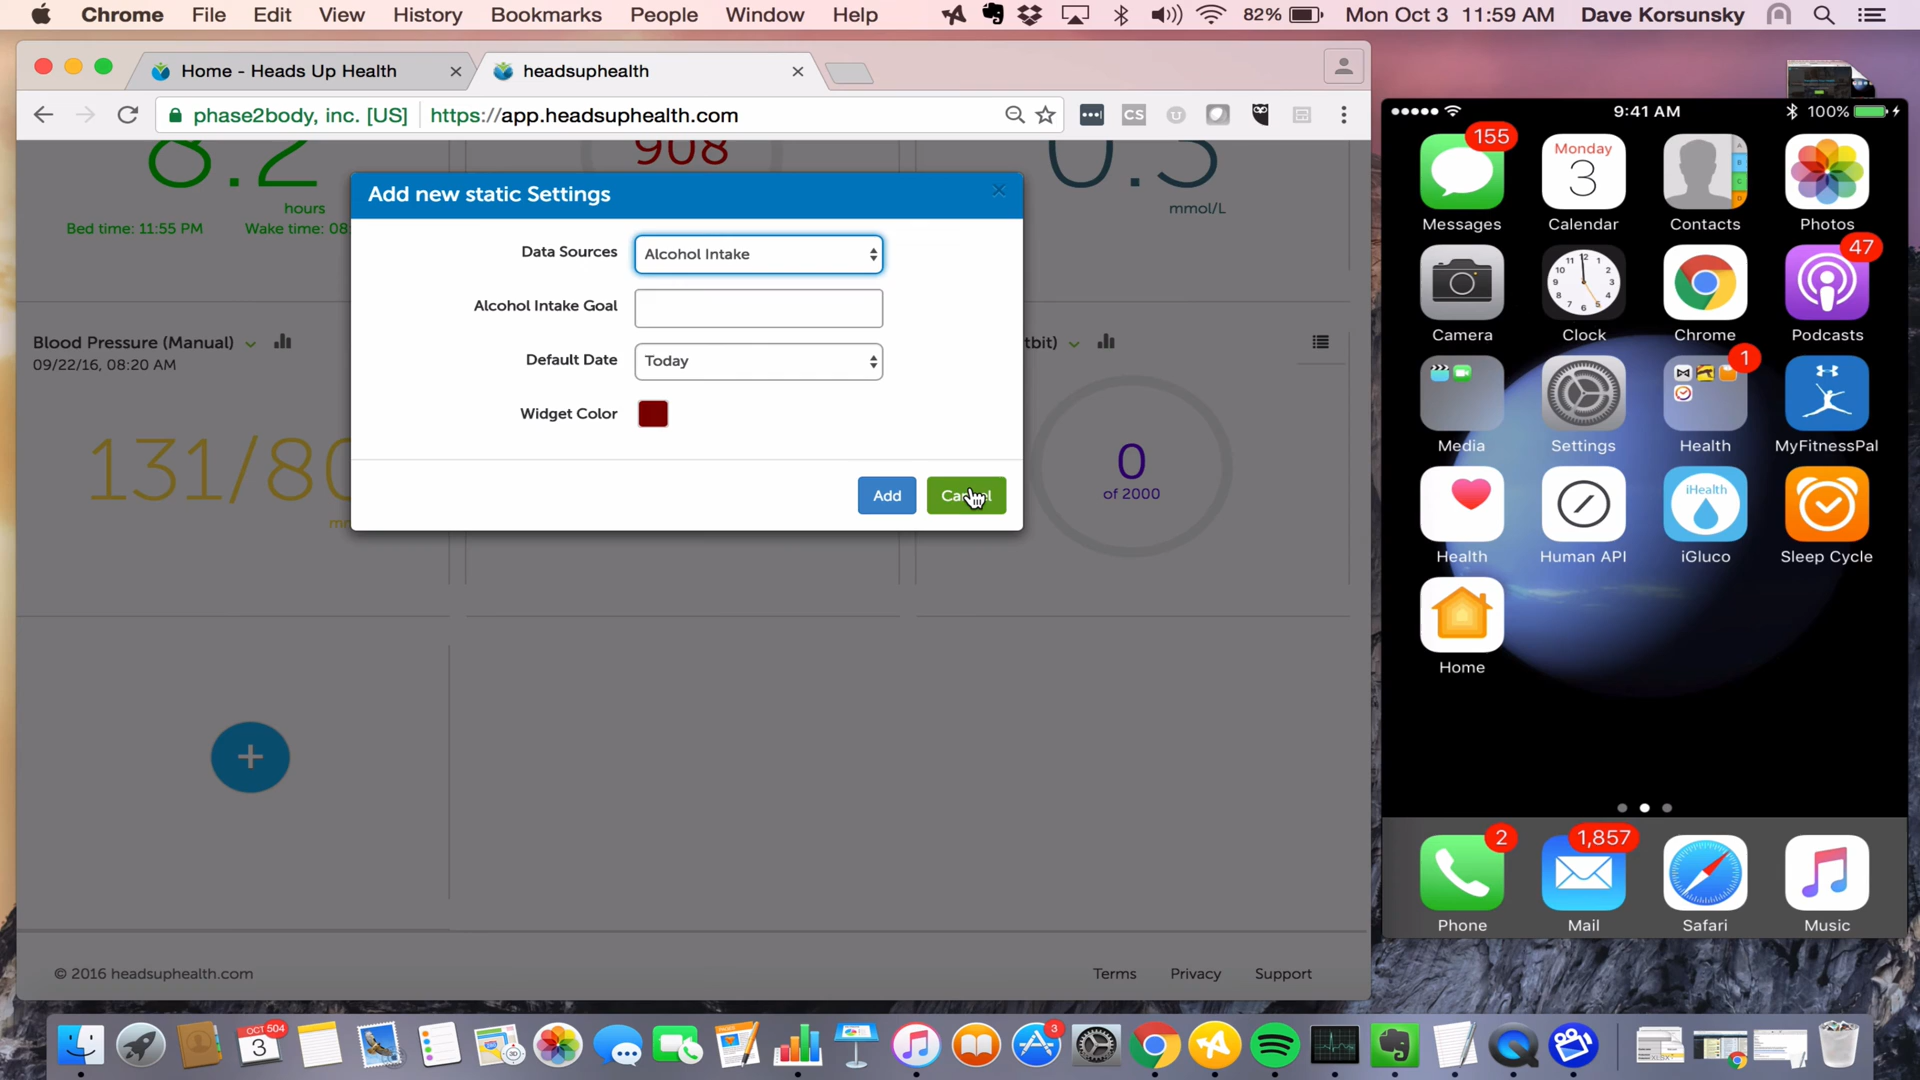 Chrome File Edit View History Bookmarks People Window Help 82% Mon Oct 3 11:59 AM Dave Korsunsky
Home - Heads Up Health
headsuphealth
phase2body, inc. [US] https://app.headsuphealth.com
CS
8.2
hours
Bed time: 11:55 PM
908
0.5
mmol/L
Add new static Settings
Data Sources Alcohol Intake
Alcohol Intake Goal
Default Date Today
Widget Color
Add
Blood Pressure (Manual)
09/22/16, 08:20 AM
131/80
0
of 2000
+
© 2016 headsuphealth.com
Terms Privacy Support
9:41 AM
100%
155
Monday
3
Messages Calendar Contacts Photos
47
Camera Clock Chrome Podcasts
1
Media Settings Health MyFitnessPal
iHealth
Health Human API iGluco Sleep Cycle
Home
2
1,857
Phone Mail Safari Music
OCT 504
3
3